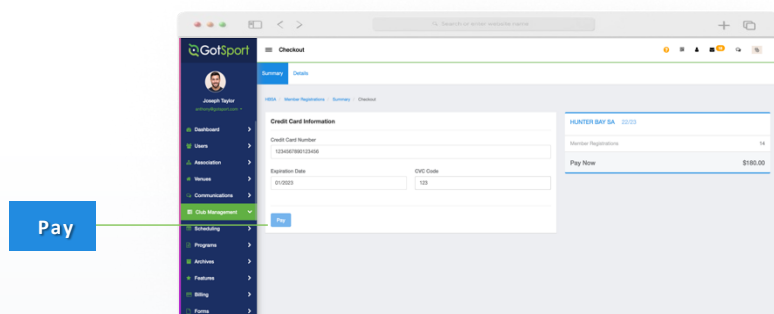 GotSport
Checkout
Summary Details
Joseph Taylor
Member Registrations / Summary / Checkout
Dashboard
Users
Association
Venues
Communications
Club Management
Scheduling
Programs
Archives
Features
Billing
Forms
Credit Card Information
Credit Card Number
1234567890123456
Expiration Date CVC Code
01/2023 123
Pay
HUNTER BAY SA 22/23
Member Registrations 14
Pay Now $180.00
Pay